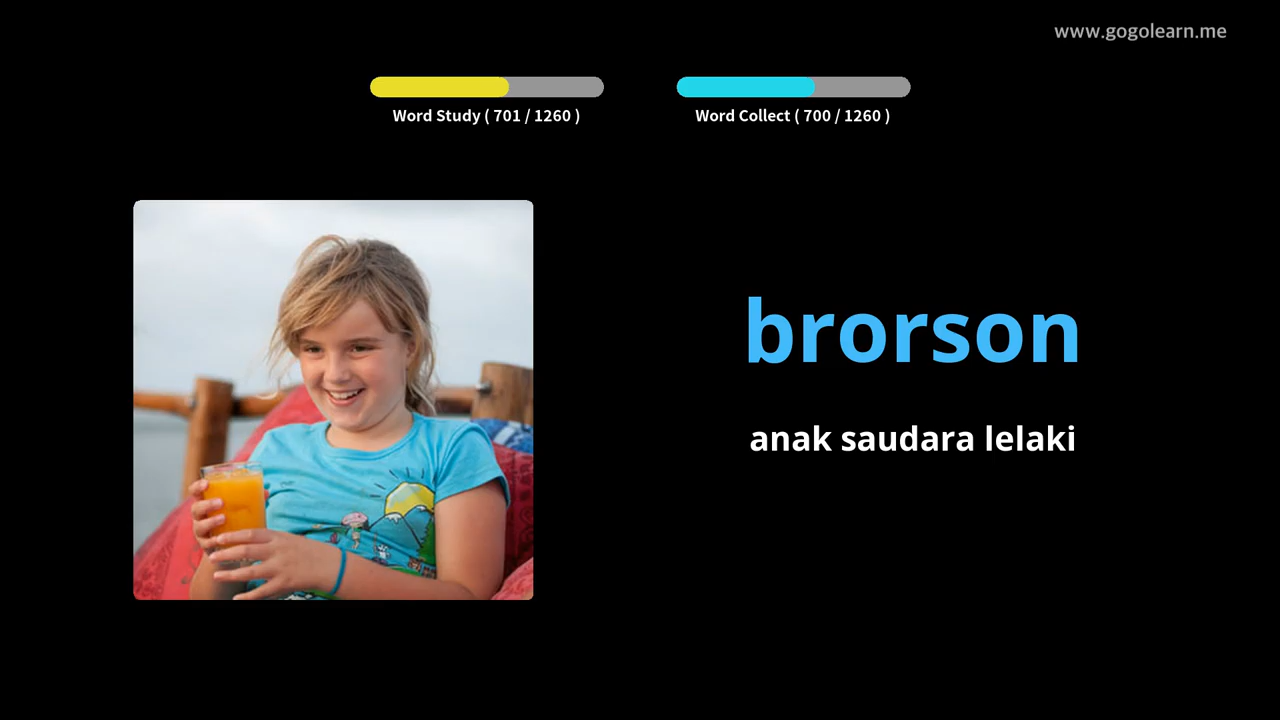 www.gogolearn.me
Word Study ( 701 / 1260 )
Word Collect ( 700 / 1260 )
brorson
anak saudara lelaki